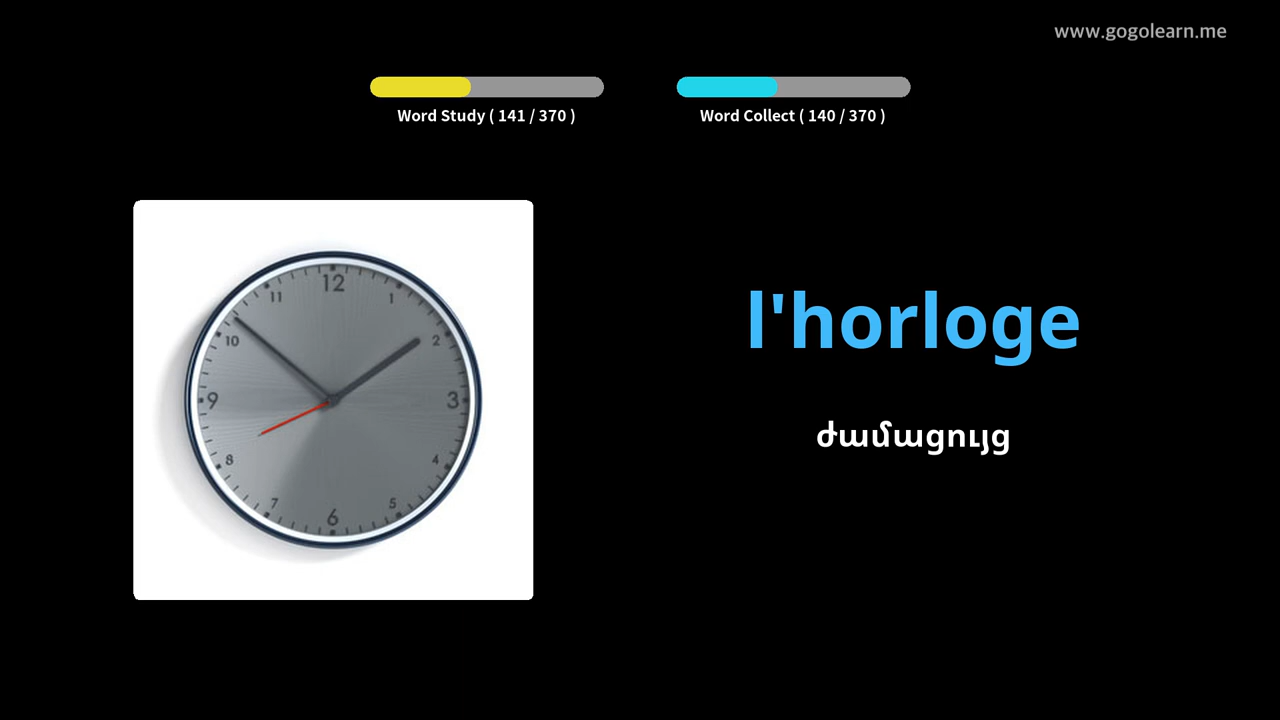 www.gogolearn.me
Word Study ( 141 / 370 )
Word Collect ( 140 / 370 )
12
11
1
10
2
9
3
8
4
7
5
6
l'horloge
ժամացույց